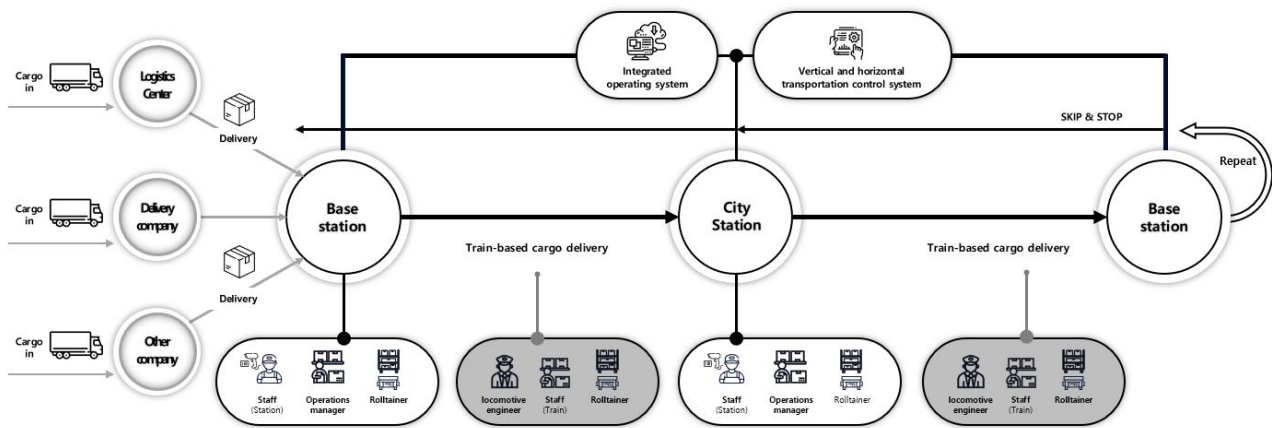 Cargo
in
Logistics
Center
Delivery
Cargo
in
Delivery
company
Delivery
Cargo
in
Other
company
Integrated
operating system
Vertical and horizontal
transportation control system
SKIP & STOP
Repeat
Base
station
City
Station
Base
station
Train-based cargo delivery
Train-based cargo delivery
Staff
(Station)
Operations
manager
Rolltainer
locomotive
engineer
Staff
(Train)
Rolltainer
Staff
(Station)
Operations
manager
Rolltainer
locomotive
engineer
Staff
(Train)
Rolltainer